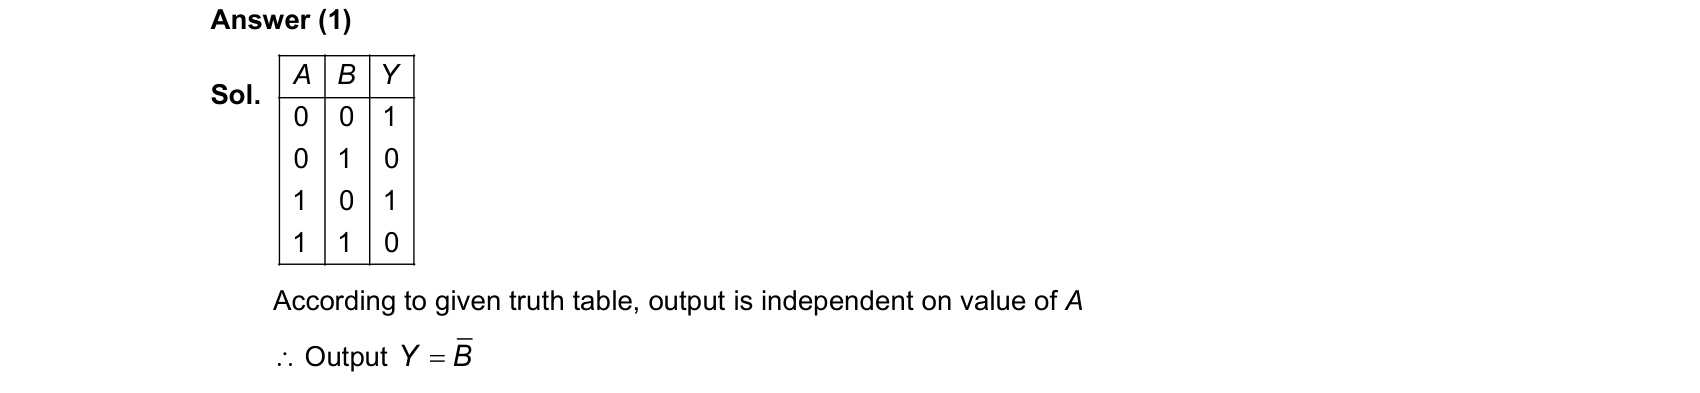 Answer (1)
Sol.
A B Y
0 0 1
0 1 0
1 0 1
1 1 0
According to given truth table, output is independent on value of A
∴ Output Y = B̅